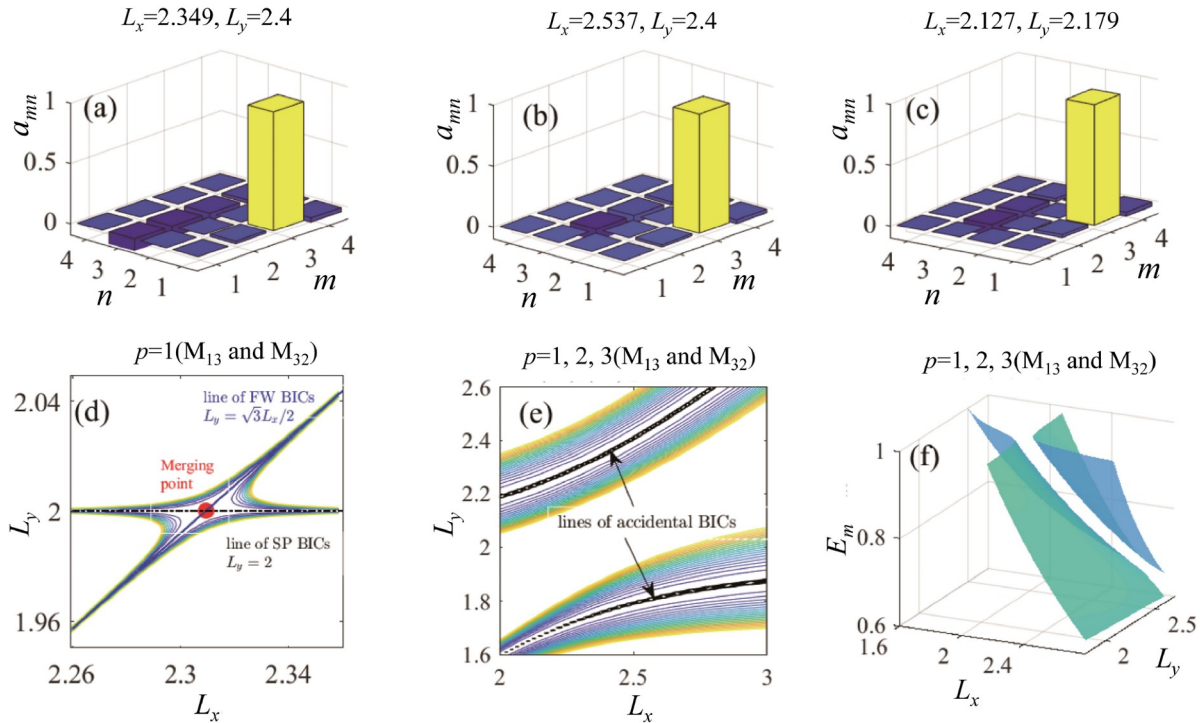 Lx=2.349, Ly=2.4
Lx=2.537, Ly=2.4
Lx=2.127, Ly=2.179
(a)
amn
1
0.5
0
4
3
2
1
n
1
2
3
4
m
(b)
amn
1
0.5
0
4
3
2
1
n
1
2
3
4
m
(c)
amn
1
0.5
0
4
3
2
1
n
1
2
3
4
m
p=1(M13 and M32)
p=1, 2, 3(M13 and M32)
p=1, 2, 3(M13 and M32)
(d)
line of FW BICs
Ly = √3Lx/2
Merging
point
line of SP BICs
Ly = 2
Ly
2.04
2
1.96
2.26
2.3
2.34
Lx
(e)
lines of accidental BICs
Ly
2.6
2.4
2.2
2
1.8
1.6
2
2.5
3
Lx
(f)
Em
1
0.8
0.6
1.6
2
2.4
Lx
2
2.5
Ly